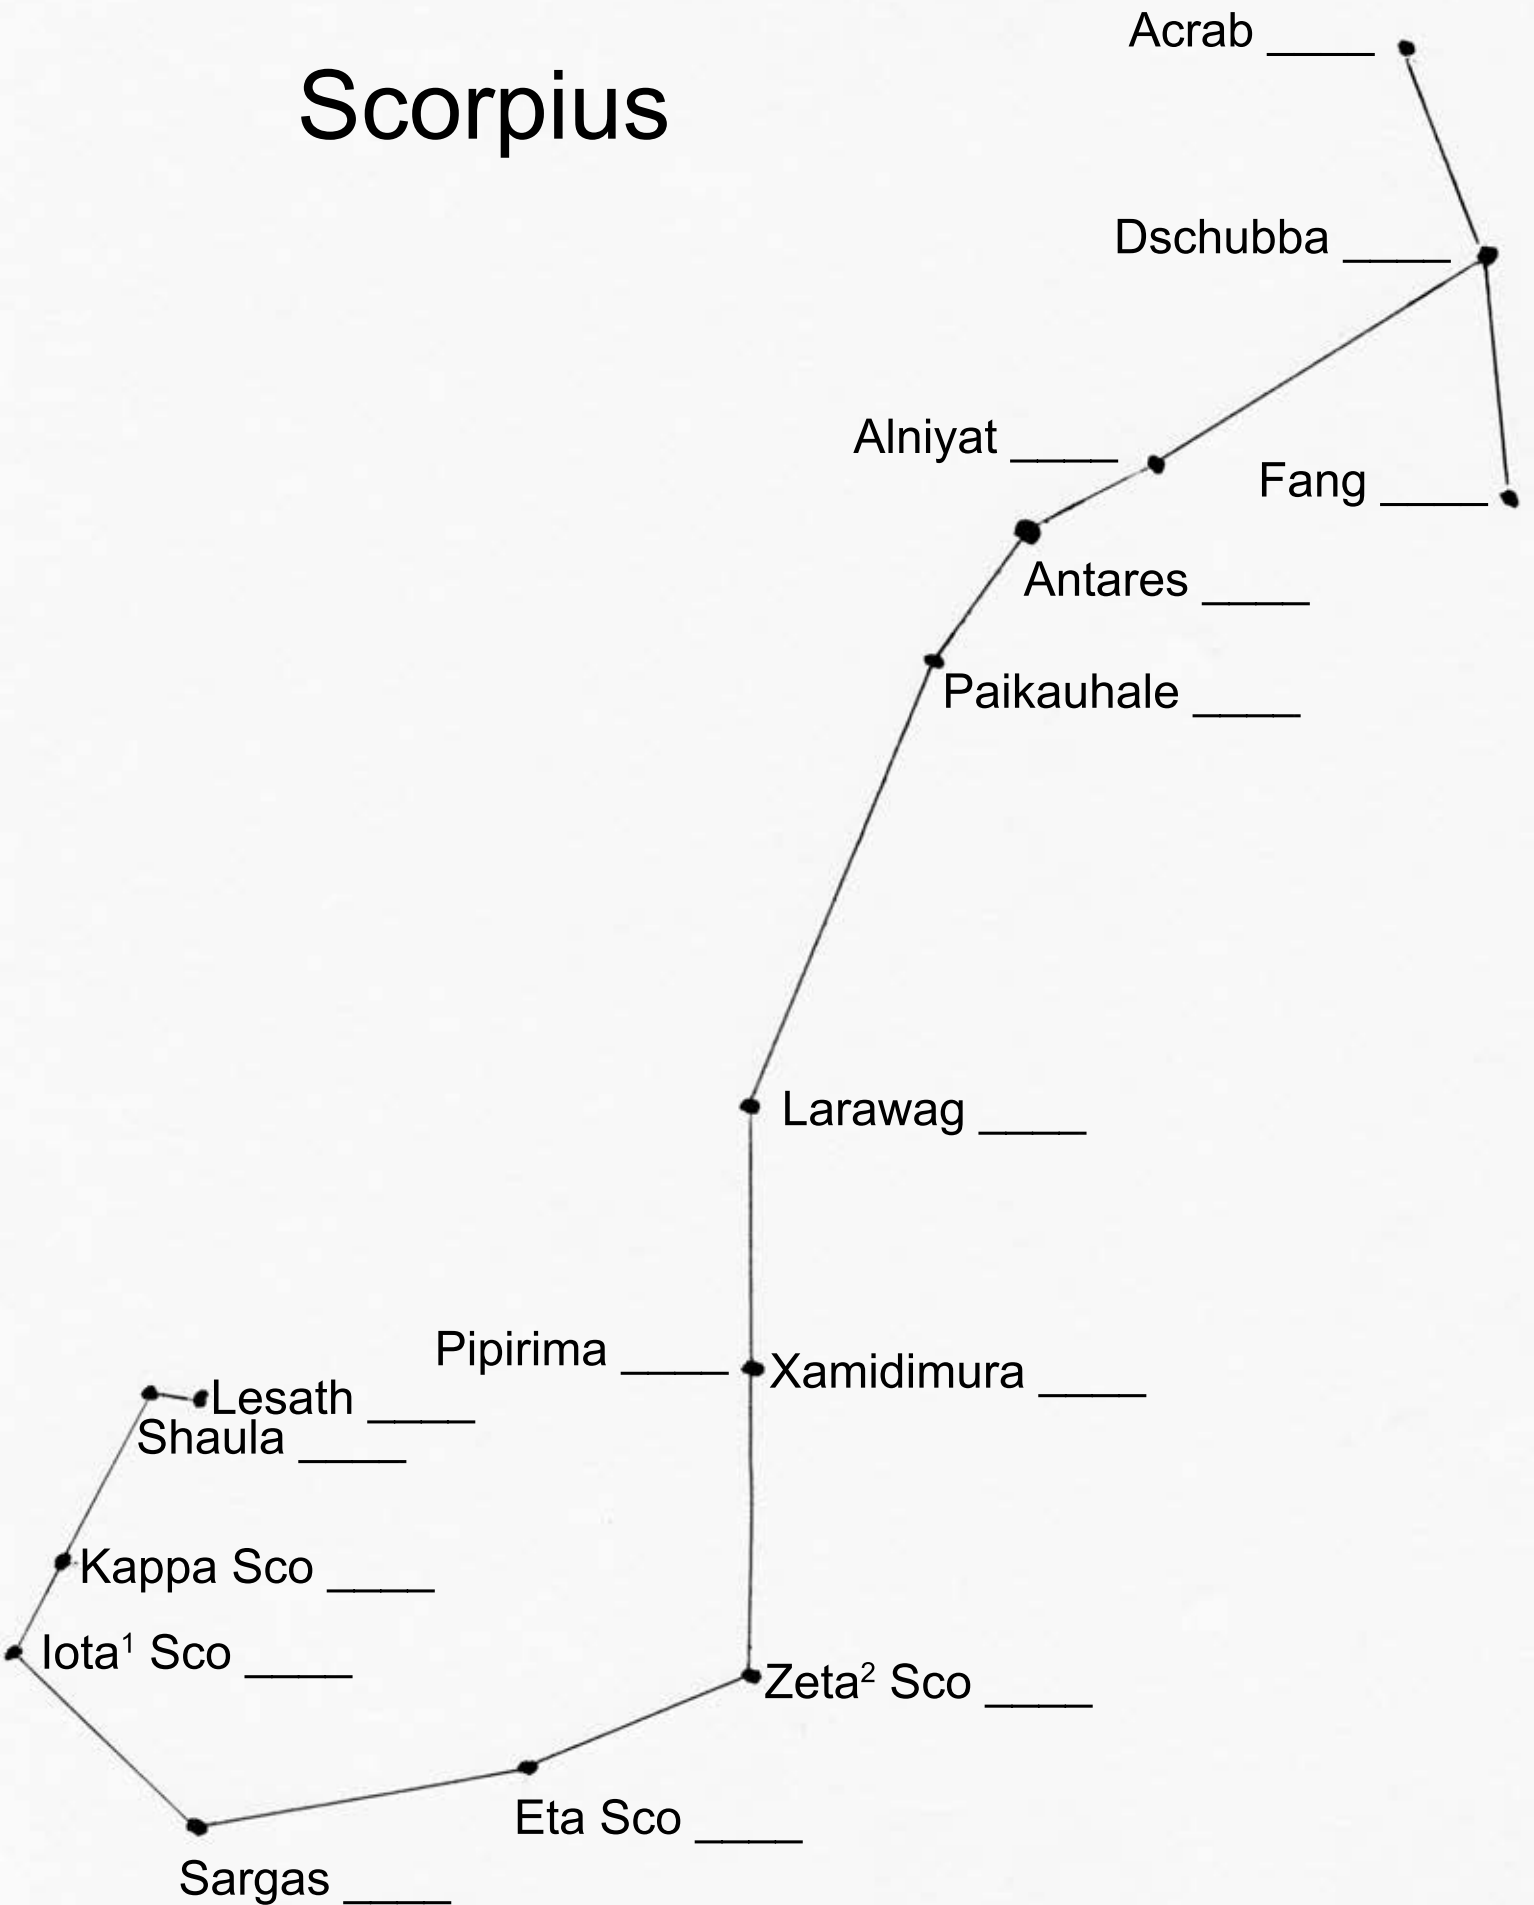 Acrab ____
Scorpius
Dschubba ____
Alniyat ____
Fang ____
Antares ____
Paikauhale ____
Larawag ____
Pipirima ____
Xamidimura ____
Lesath ____
Shaula ____
Kappa Sco ____
Iota¹ Sco ____
Zeta² Sco ____
Eta Sco ____
Sargas ____